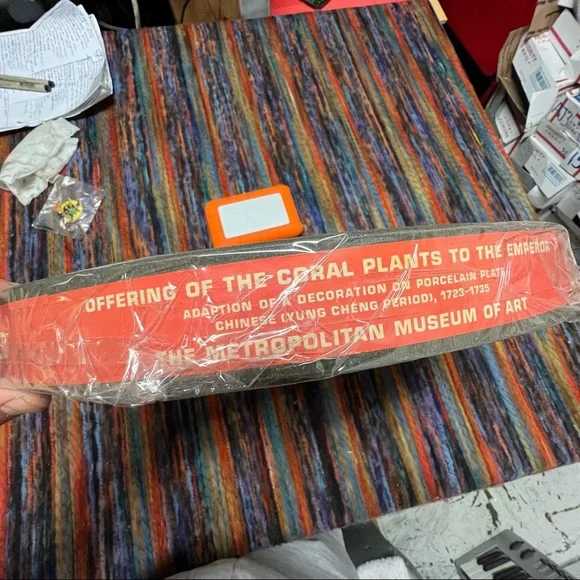 OFFERING OF THE CORAL PLANTS TO THE EMPEROR
ADAPTION OF A DECORATION ON PORCELAIN PLATE
CHINESE (YUNG CHÊNG PERIOD), 1723-1735
THE METROPOLITAN MUSEUM OF ART